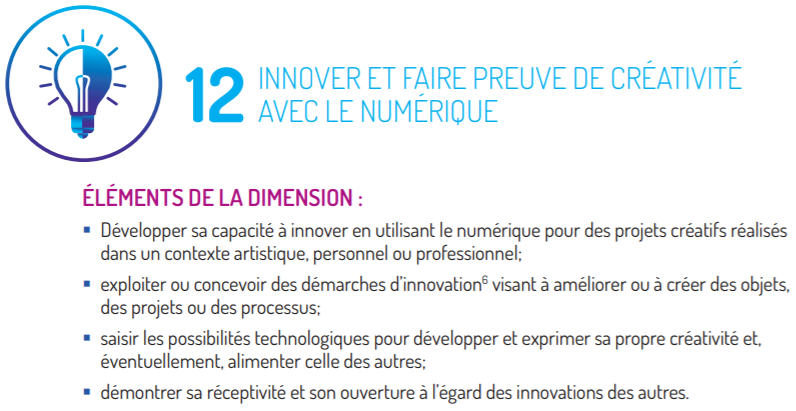 12 INNOVER ET FAIRE PREUVE DE CRÉATIVITÉ
AVEC LE NUMÉRIQUE
ÉLÉMENTS DE LA DIMENSION :
▪ Développer sa capacité à innover en utilisant le numérique pour des projets créatifs réalisés
dans un contexte artistique, personnel ou professionnel;
▪ exploiter ou concevoir des démarches d’innovation⁶ visant à améliorer ou à créer des objets,
des projets ou des processus;
▪ saisir les possibilités technologiques pour développer et exprimer sa propre créativité et,
éventuellement, alimenter celle des autres;
▪ démontrer sa réceptivité et son ouverture à l’égard des innovations des autres.